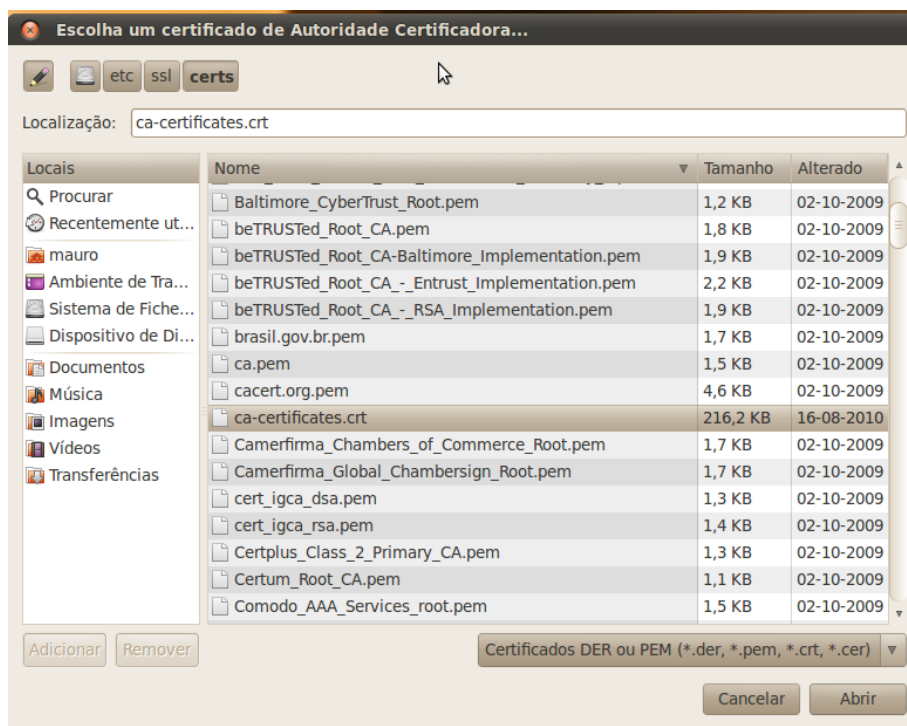 Escolha um certificado de Autoridade Certificadora...
etc ssl certs
Localização: ca-certificates.crt
Locais
Procurar
Recentemente ut...
mauro
Ambiente de Tra...
Sistema de Fiche...
Dispositivo de Di...
Documentos
Música
Imagens
Vídeos
Transferências
Nome Tamanho Alterado
Baltimore_CyberTrust_Root.pem 1,2 KB 02-10-2009
beTRUSTed_Root_CA.pem 1,8 KB 02-10-2009
beTRUSTed_Root_CA-Baltimore_Implementation.pem 1,9 KB 02-10-2009
beTRUSTed_Root_CA_-_Entrust_Implementation.pem 2,2 KB 02-10-2009
beTRUSTed_Root_CA_-_RSA_Implementation.pem 1,9 KB 02-10-2009
brasil.gov.br.pem 1,7 KB 02-10-2009
ca.pem 1,5 KB 02-10-2009
cacert.org.pem 4,6 KB 02-10-2009
ca-certificates.crt 216,2 KB 16-08-2010
Camerfirma_Chambers_of_Commerce_Root.pem 1,7 KB 02-10-2009
Camerfirma_Global_Chambersign_Root.pem 1,7 KB 02-10-2009
cert_igca_dsa.pem 1,3 KB 02-10-2009
cert_igca_rsa.pem 1,4 KB 02-10-2009
Certplus_Class_2_Primary_CA.pem 1,3 KB 02-10-2009
Certum_Root_CA.pem 1,1 KB 02-10-2009
Comodo_AAA_Services_root.pem 1,5 KB 02-10-2009
Adicionar Remover Certificados DER ou PEM (*.der, *.pem, *.crt, *.cer)
Cancelar Abrir